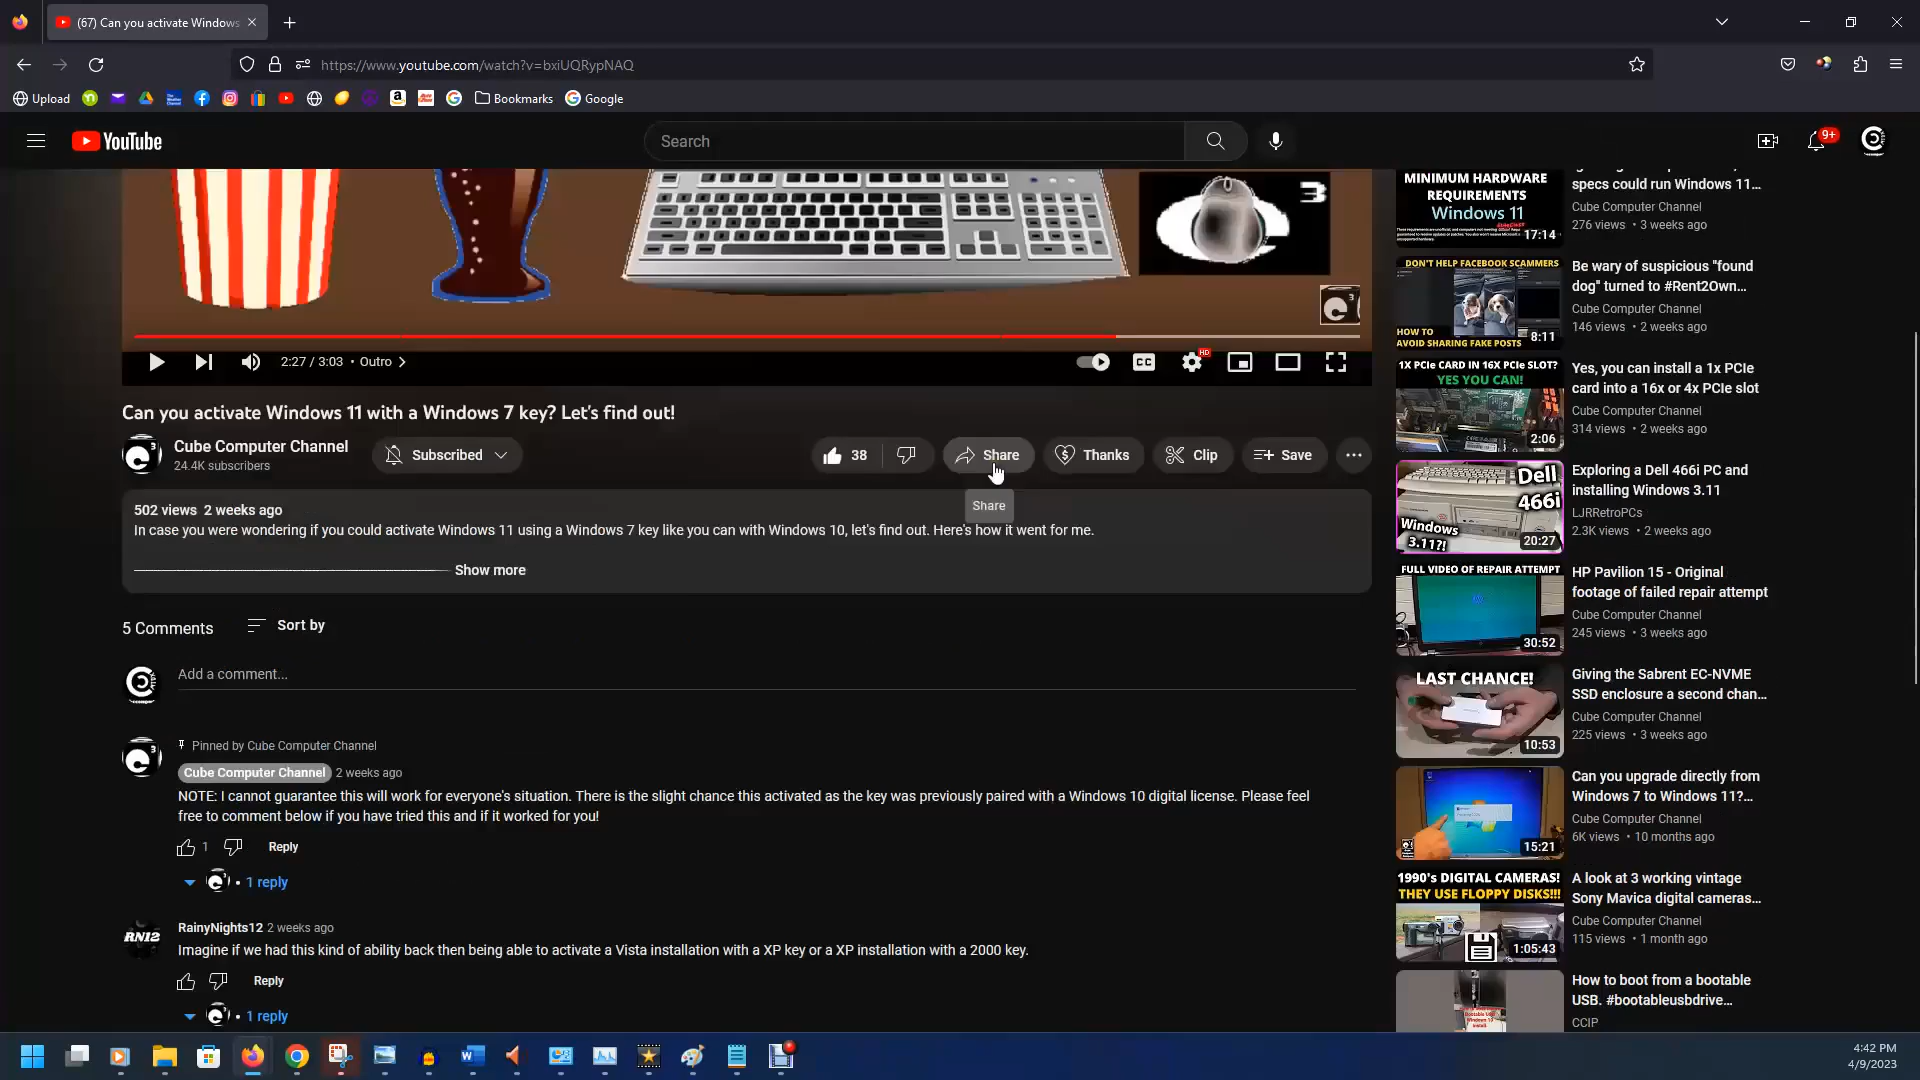 (67) Can you activate Windows
https://www.youtube.com/watch?v=bxiUQRypNAQ
Upload
Bookmarks
Google
YouTube
Search
9+
3
2:27 / 3:03 • Outro
CC
HD
Can you activate Windows 11 with a Windows 7 key? Let's find out!
Cube Computer Channel
24.4K subscribers
Subscribed
38
Share
Thanks
Clip
Save
Share
502 views 2 weeks ago
In case you were wondering if you could activate Windows 11 using a Windows 7 key like you can with Windows 10, let's find out. Here's how it went for me.
Show more
5 Comments
Sort by
Add a comment...
Pinned by Cube Computer Channel
Cube Computer Channel 2 weeks ago
NOTE: I cannot guarantee this will work for everyone's situation. There is the slight chance this activated as the key was previously paired with a Windows 10 digital license. Please feel
free to comment below if you have tried this and if it worked for you!
1
Reply
• 1 reply
RN12
RainyNights12 2 weeks ago
Imagine if we had this kind of ability back then being able to activate a Vista installation with a XP key or a XP installation with a 2000 key.
Reply
• 1 reply
MINIMUM HARDWARE
REQUIREMENTS
Windows 11
17:14
specs could run Windows 11...
Cube Computer Channel
276 views • 3 weeks ago
DON'T HELP FACEBOOK SCAMMERS
HOW TO
AVOID SHARING FAKE POSTS
8:11
Be wary of suspicious "found
dog" turned to #Rent2Own...
Cube Computer Channel
146 views • 2 weeks ago
1X PCIe CARD IN 16X PCIe SLOT?
YES YOU CAN!
2:06
Yes, you can install a 1x PCIe
card into a 16x or 4x PCIe slot
Cube Computer Channel
314 views • 2 weeks ago
Dell
466i
Windows
3.11?!
20:27
Exploring a Dell 466i PC and
installing Windows 3.11
LJRRetroPCs
2.3K views • 2 weeks ago
FULL VIDEO OF REPAIR ATTEMPT
30:52
HP Pavilion 15 - Original
footage of failed repair attempt
Cube Computer Channel
245 views • 3 weeks ago
LAST CHANCE!
10:53
Giving the Sabrent EC-NVME
SSD enclosure a second chan...
Cube Computer Channel
225 views • 3 weeks ago
15:21
Can you upgrade directly from
Windows 7 to Windows 11?...
Cube Computer Channel
6K views • 10 months ago
1990's DIGITAL CAMERAS!
THEY USE FLOPPY DISKS!!!
1:05:43
A look at 3 working vintage
Sony Mavica digital cameras...
Cube Computer Channel
115 views • 1 month ago
How to boot from a bootable
USB. #bootableusbdrive...
CCIP
4:42 PM
4/9/2023